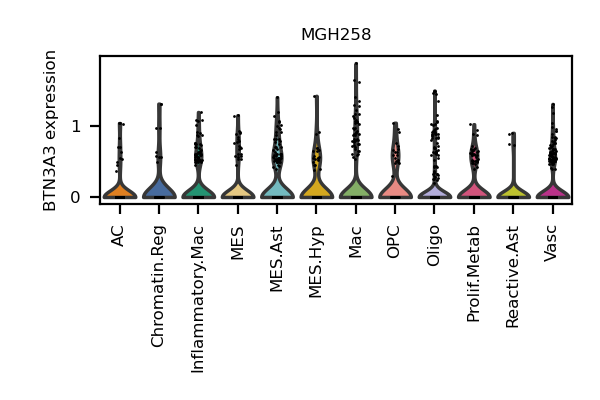 MGH258
BTN3A3 expression
1
0
AC
Chromatin.Reg
Inflammatory.Mac
MES
MES.Ast
MES.Hyp
Mac
OPC
Oligo
Prolif.Metab
Reactive.Ast
Vasc